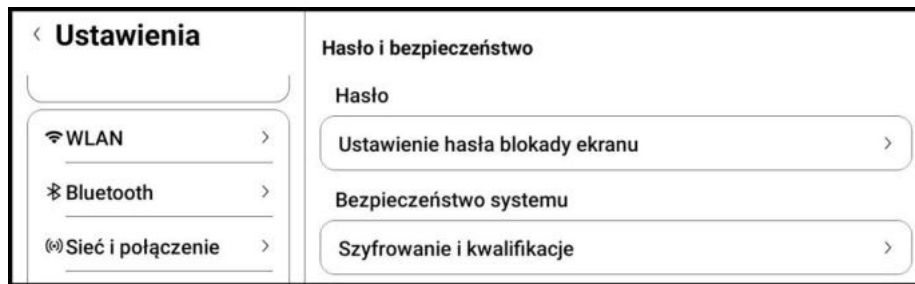 Ustawienia
WLAN
Bluetooth
Sieć i połączenie
Hasło i bezpieczeństwo
Hasło
Ustawienie hasła blokady ekranu
Bezpieczeństwo systemu
Szyfrowanie i kwalifikacje